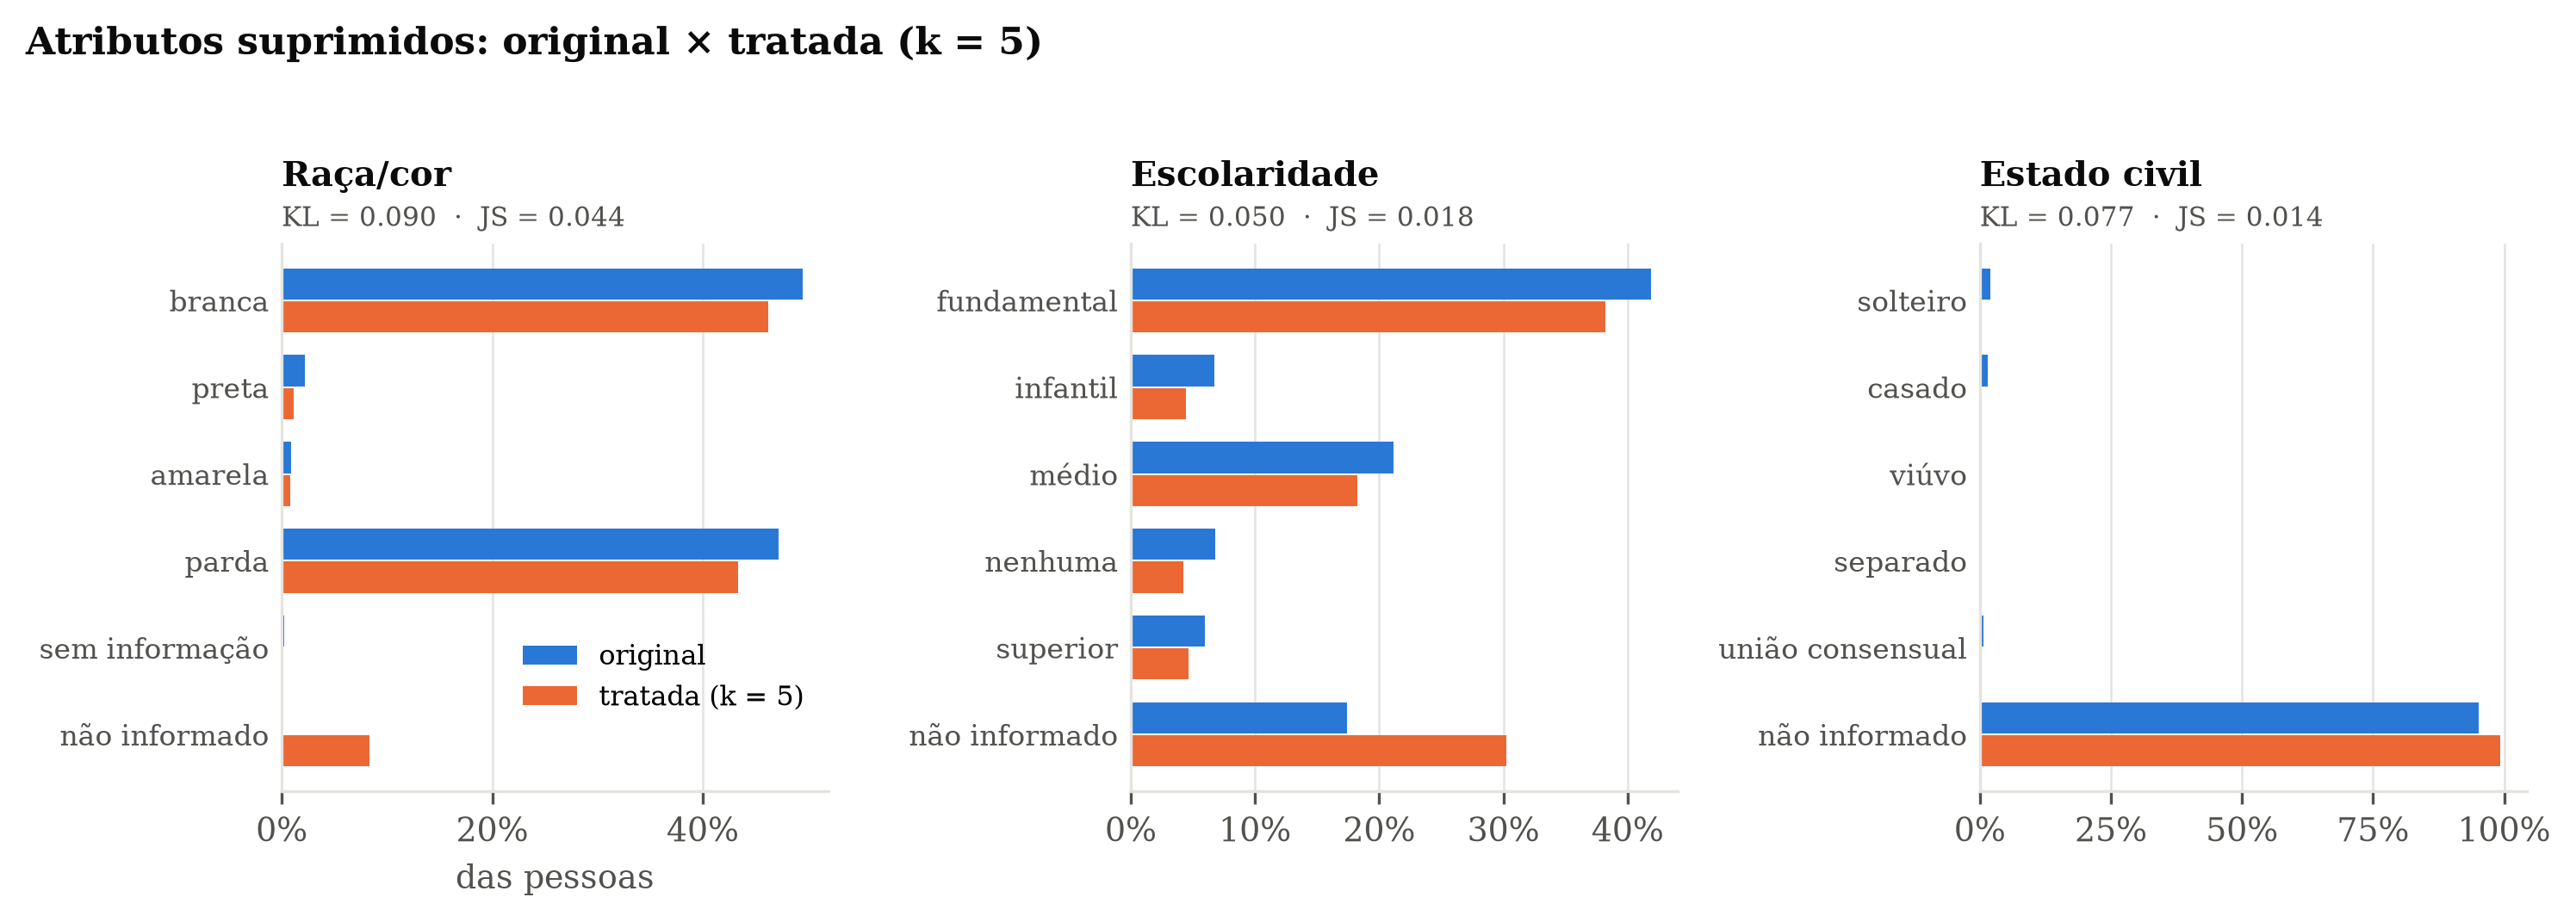 Atributos suprimidos: original × tratada (k = 5)
Raça/cor
KL = 0.090 · JS = 0.044
branca
preta
amarela
parda
sem informação
não informado
original
tratada (k = 5)
0% 20% 40%
das pessoas
Escolaridade
KL = 0.050 · JS = 0.018
fundamental
infantil
médio
nenhuma
superior
não informado
0% 10% 20% 30% 40%
Estado civil
KL = 0.077 · JS = 0.014
solteiro
casado
viúvo
separado
união consensual
não informado
0% 25% 50% 75% 100%